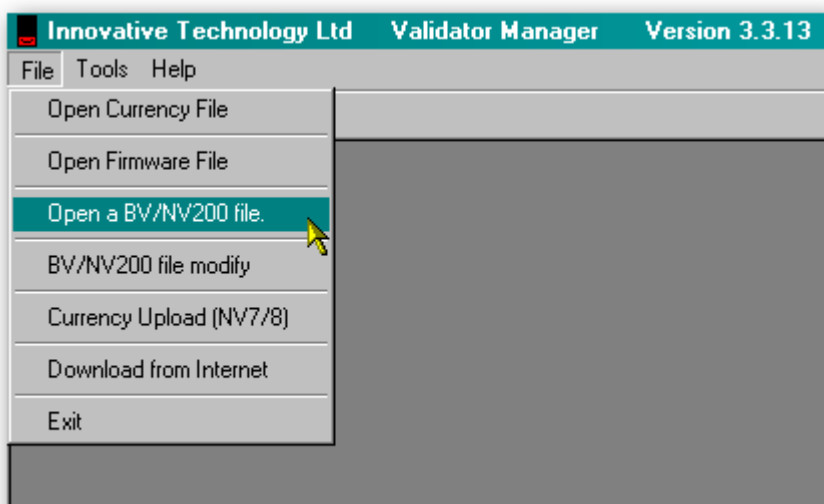 Innovative Technology Ltd Validator Manager Version 3.3.13
File Tools Help
Open Currency File
Open Firmware File
Open a BV/NV200 file.
BV/NV200 file modify
Currency Upload (NV7/8)
Download from Internet
Exit